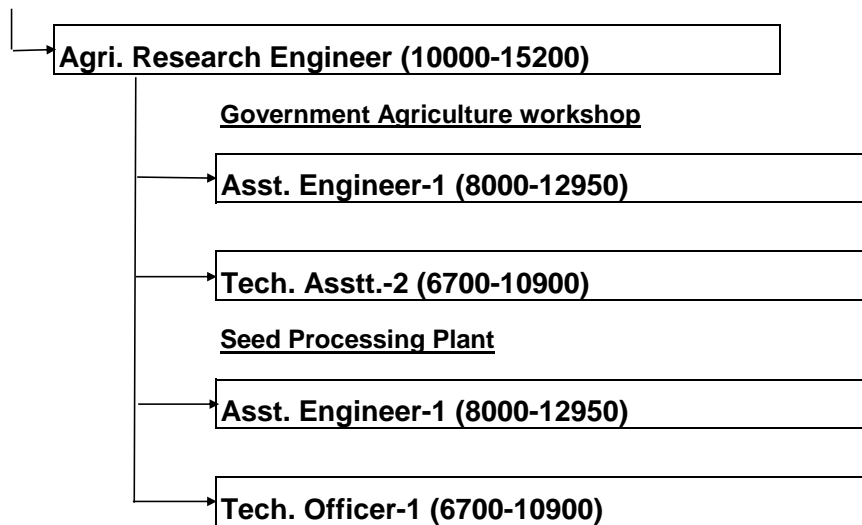 Agri. Research Engineer (10000-15200)
Government Agriculture workshop
Asst. Engineer-1 (8000-12950)
Tech. Asstt.-2 (6700-10900)
Seed Processing Plant
Asst. Engineer-1 (8000-12950)
Tech. Officer-1 (6700-10900)